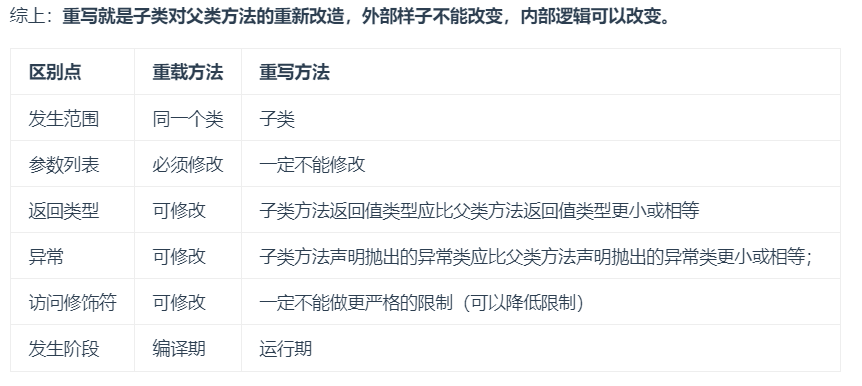 综上：重写就是子类对父类方法的重新改造，外部样子不能改变，内部逻辑可以改变。
区别点 重载方法 重写方法
发生范围 同一个类 子类
参数列表 必须修改 一定不能修改
返回类型 可修改 子类方法返回值类型应比父类方法返回值类型更小或相等
异常 可修改 子类方法声明抛出的异常类应比父类方法声明抛出的异常类更小或相等；
访问修饰符 可修改 一定不能做更严格的限制（可以降低限制）
发生阶段 编译期 运行期